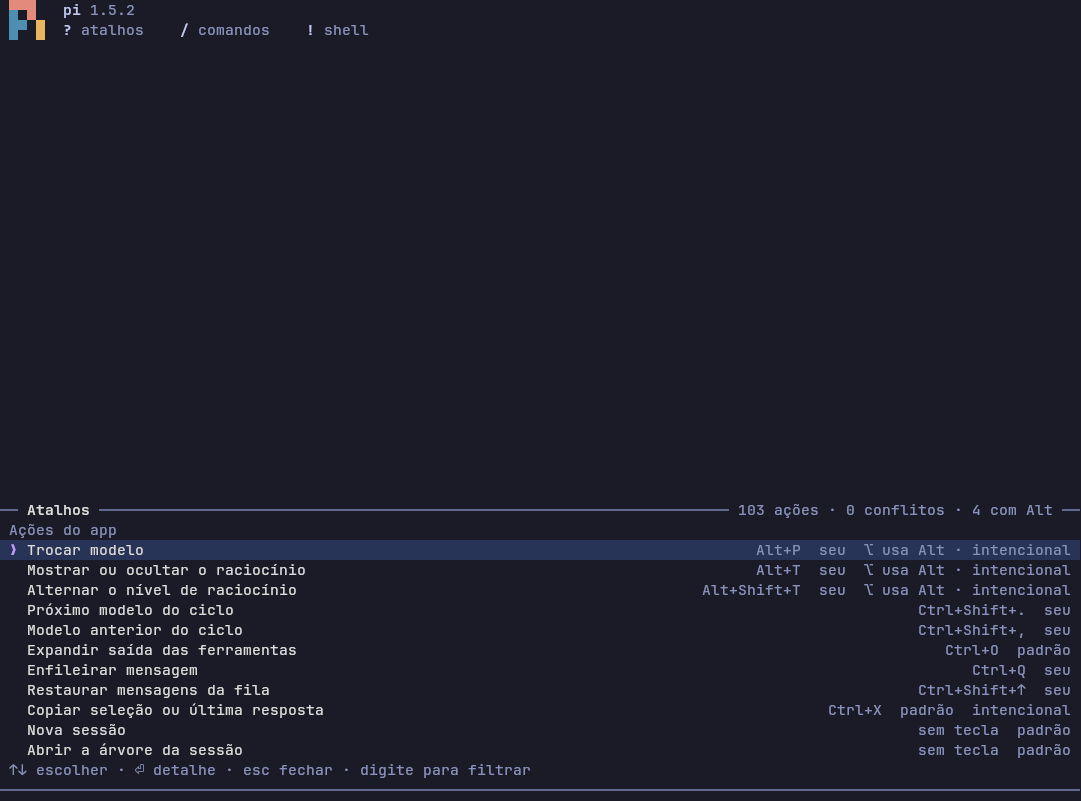 pi 1.5.2
? atalhos / comandos ! shell
Atalhos 103 ações · 0 conflitos · 4 com Alt
Ações do app
❫ Trocar modelo Alt+P seu ⌥ usa Alt · intencional
Mostrar ou ocultar o raciocínio Alt+T seu ⌥ usa Alt · intencional
Alternar o nível de raciocínio Alt+Shift+T seu ⌥ usa Alt · intencional
Próximo modelo do ciclo Ctrl+Shift+. seu
Modelo anterior do ciclo Ctrl+Shift+, seu
Expandir saída das ferramentas Ctrl+O padrão
Enfileirar mensagem Ctrl+Q seu
Restaurar mensagens da fila Ctrl+Shift+↑ seu
Copiar seleção ou última resposta Ctrl+X padrão intencional
Nova sessão sem tecla padrão
Abrir a árvore da sessão sem tecla padrão
↑↓ escolher · ⏎ detalhe · esc fechar · digite para filtrar